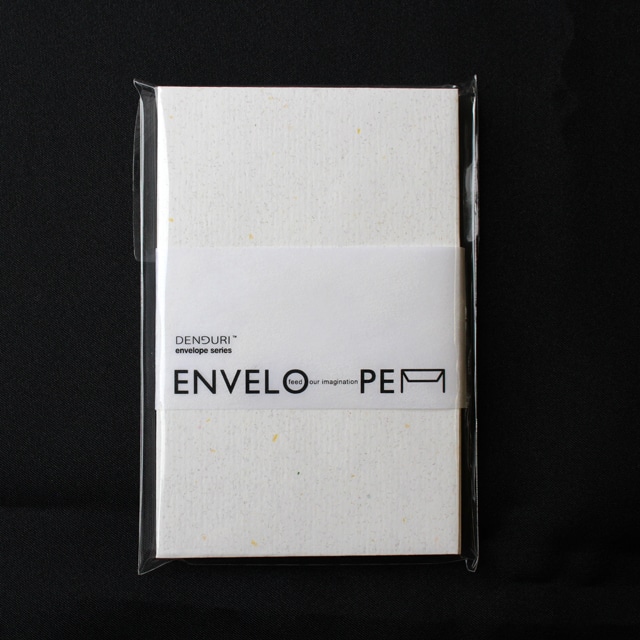 DENDURI™
envelope series
ENVELO feed your imagination PE